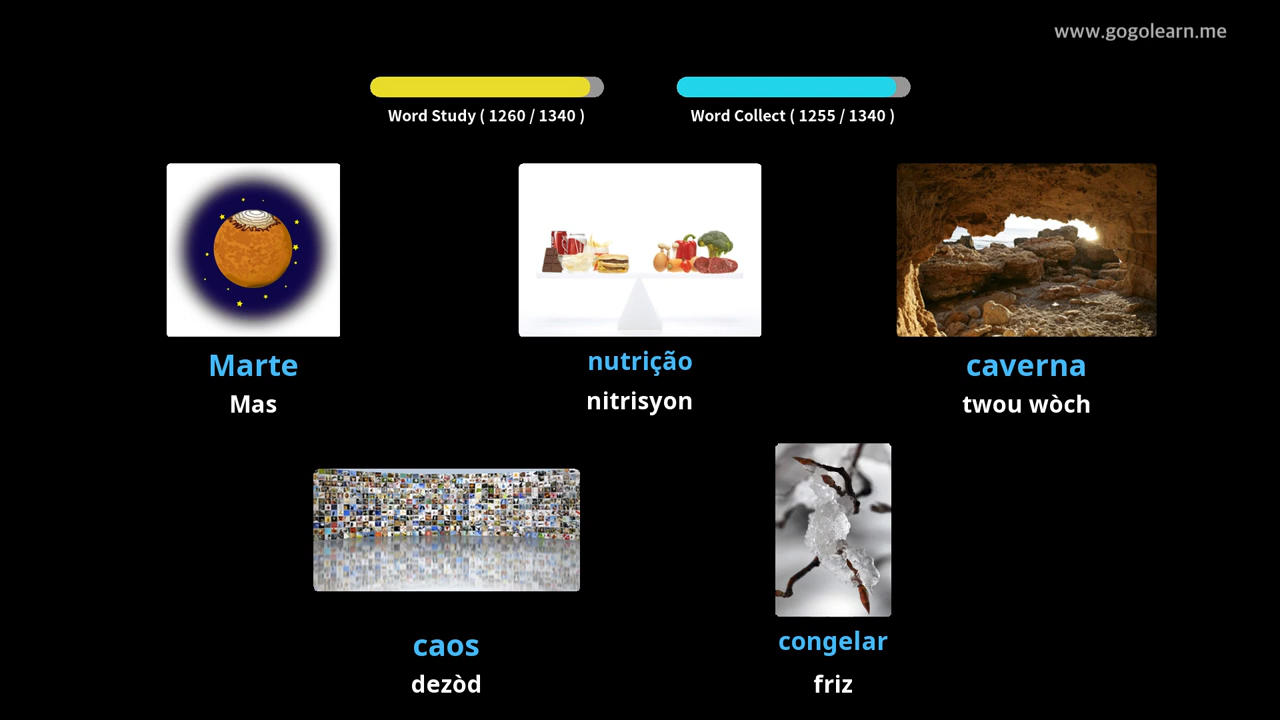 www.gogolearn.me
Word Study ( 1260 / 1340 )
Word Collect ( 1255 / 1340 )
Marte
Mas
nutrição
nitrisyon
caverna
twou wòch
caos
dezòd
congelar
friz